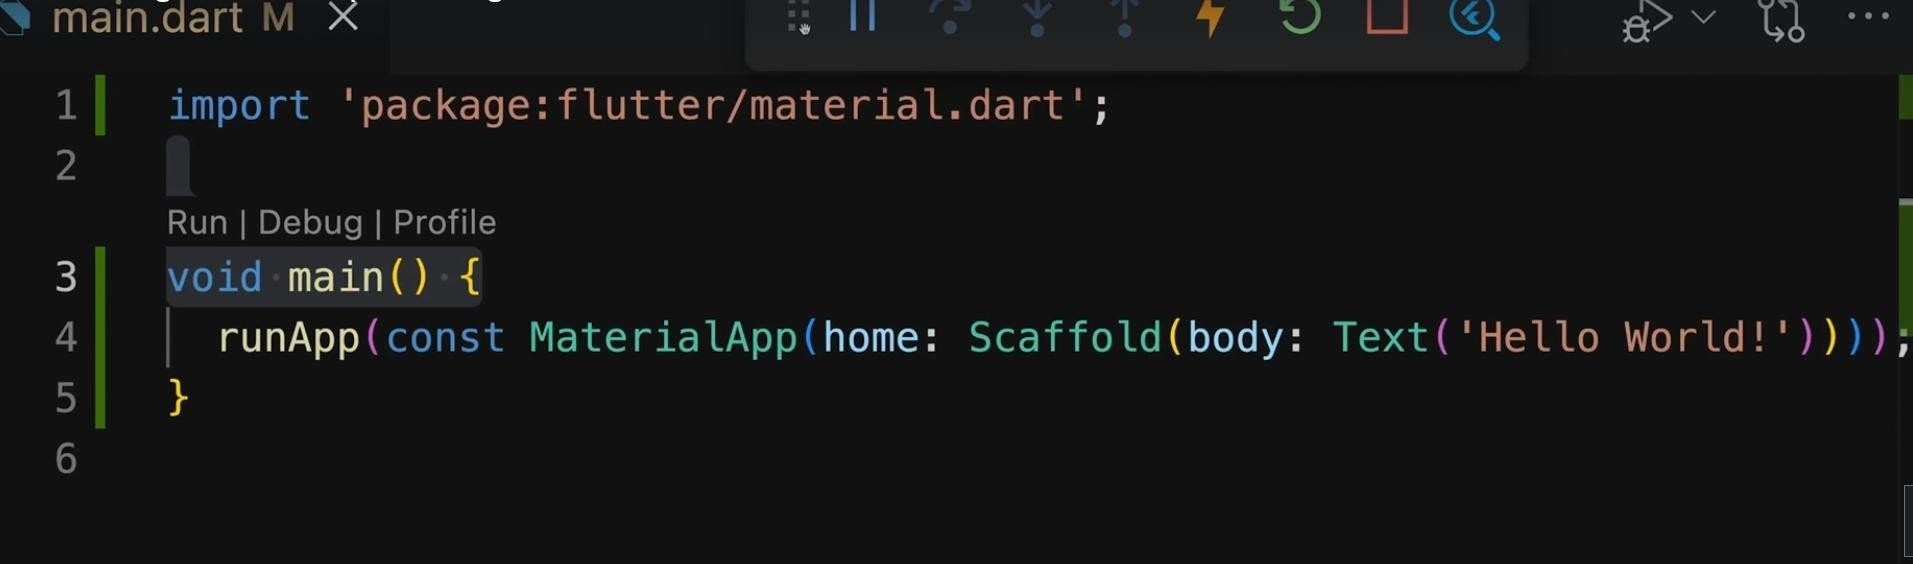 main.dart M
1 import 'package:flutter/material.dart';
2
Run | Debug | Profile
3 void main() {
4 runApp(const MaterialApp(home: Scaffold(body: Text('Hello World!'))));
5 }
6